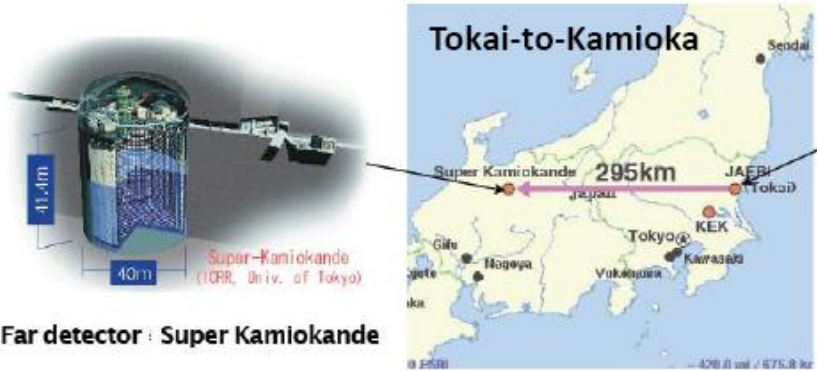 41.4m
40m
Super-Kamiokande
(ICRR, Univ. of Tokyo)
Far detector : Super Kamiokande
Tokai-to-Kamioka
Sendai
Super Kamiokande
295km
JAERI
(Tokai)
Japan
KEK
Tokyo
Kawasaki
Yokohama
Gifu
Nagoya